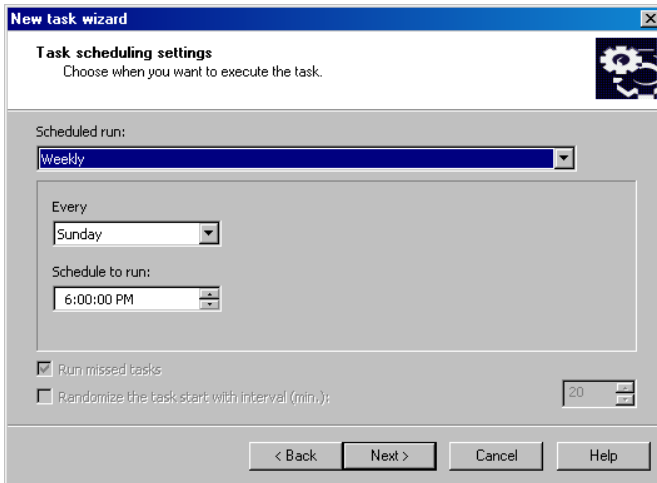 New task wizard
Task scheduling settings
Choose when you want to execute the task.
Scheduled run:
Weekly
Every
Sunday
Schedule to run:
6:00:00 PM
Run missed tasks
Randomize the task start with interval (min.): 20
< Back Next > Cancel Help